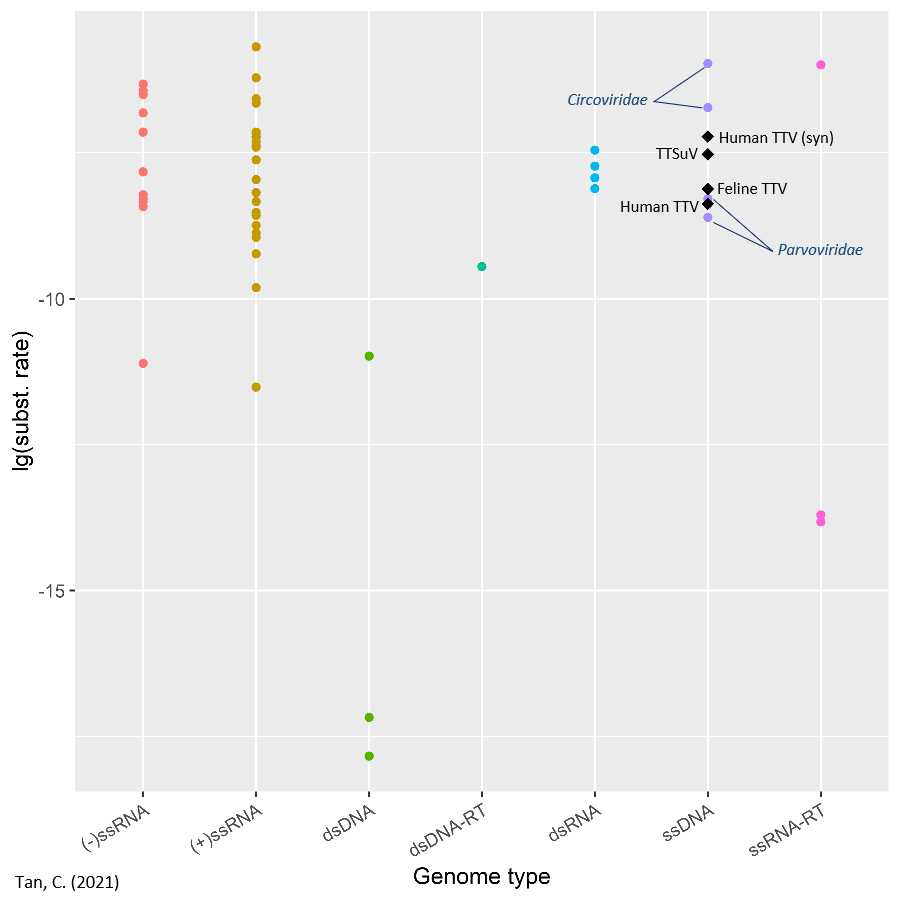 Circoviridae
Human TTV (syn)
TTSuV
Feline TTV
Human TTV
Parvoviridae
-10
-15
lg(subst. rate)
(-)ssRNA
(+)ssRNA
dsDNA
dsDNA-RT
dsRNA
ssDNA
ssRNA-RT
Genome type
Tan, C. (2021)